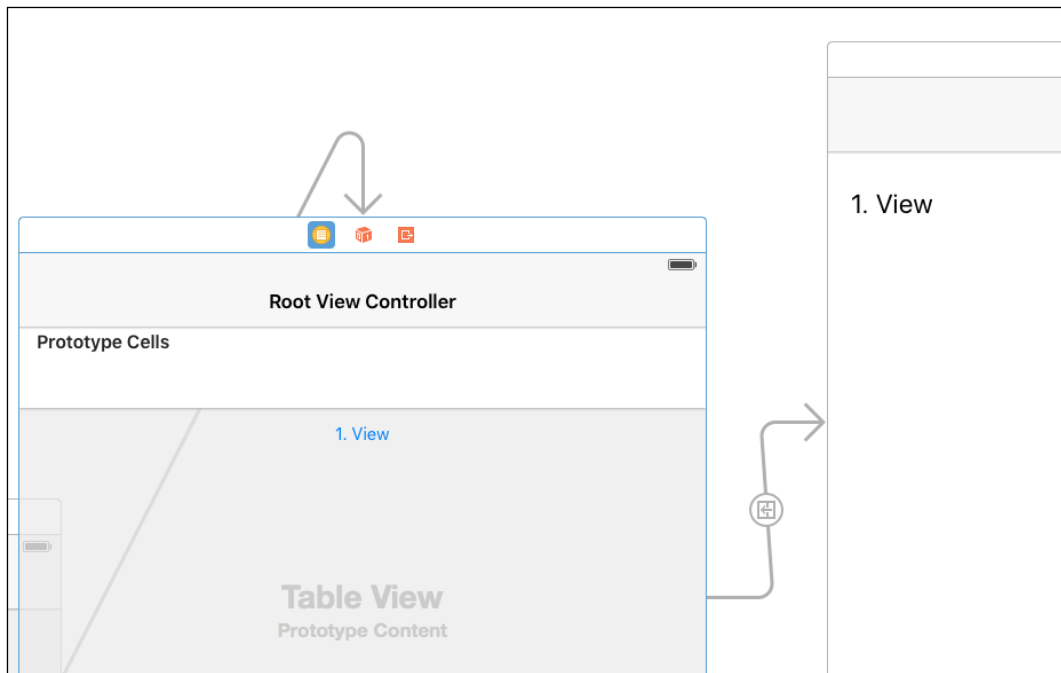 Root View Controller
Prototype Cells
1. View
Table View
Prototype Content
1. View